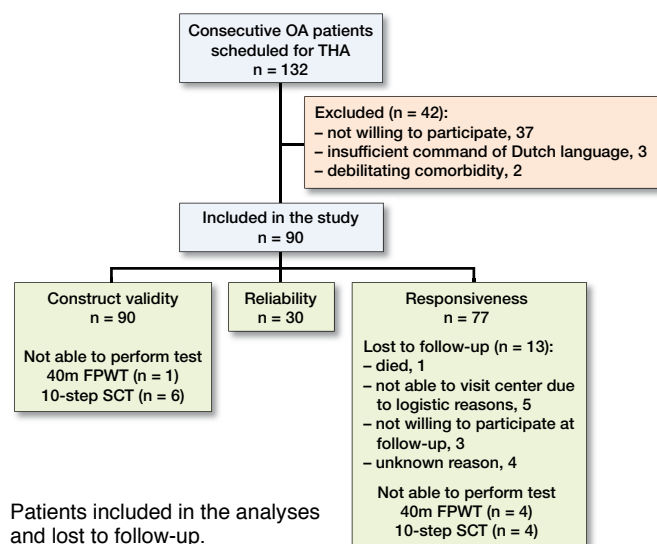 Consecutive OA patients
scheduled for THA
n = 132
Excluded (n = 42):
– not willing to participate, 37
– insufficient command of Dutch language, 3
– debilitating comorbidity, 2
Included in the study
n = 90
Construct validity
n = 90
Not able to perform test
40m FPWT (n = 1)
10-step SCT (n = 6)
Reliability
n = 30
Responsiveness
n = 77
Lost to follow-up (n = 13):
– died, 1
– not able to visit center due
to logistic reasons, 5
– not willing to participate at
follow-up, 3
– unknown reason, 4
Not able to perform test
40m FPWT (n = 4)
10-step SCT (n = 4)
Patients included in the analyses
and lost to follow-up.